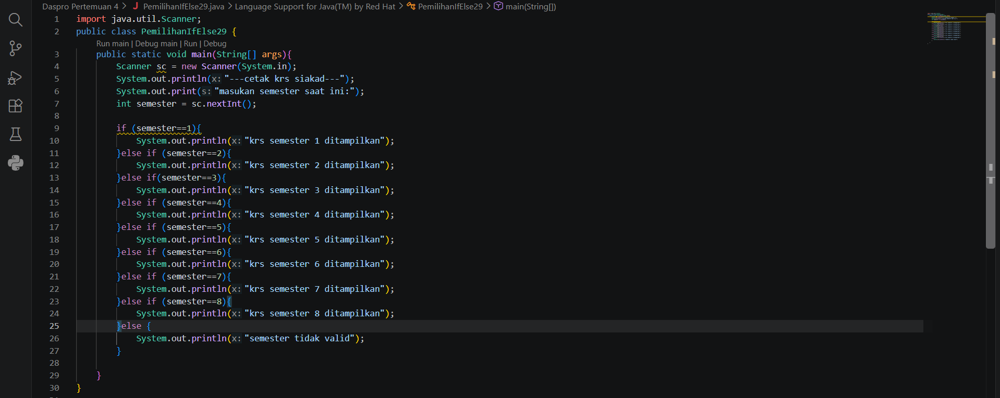 Daspro Pertemuan 4 > J PemilihanIfElse29.java > Language Support for Java(TM) by Red Hat > PemilihanIfElse29 > main(String[])
1 import java.util.Scanner;
2 public class PemilihanIfElse29 {
Run main | Debug main | Run | Debug
3 public static void main(String[] args){
4 Scanner sc = new Scanner(System.in);
5 System.out.println(x: "---cetak krs siakad---");
6 System.out.print(s: "masukan semester saat ini:");
7 int semester = sc.nextInt();
8
9 if (semester==1){
10 System.out.println(x: "krs semester 1 ditampilkan");
11 }else if (semester==2){
12 System.out.println(x: "krs semester 2 ditampilkan");
13 }else if(semester==3){
14 System.out.println(x: "krs semester 3 ditampilkan");
15 }else if (semester==4){
16 System.out.println(x: "krs semester 4 ditampilkan");
17 }else if (semester==5){
18 System.out.println(x: "krs semester 5 ditampilkan");
19 }else if (semester==6){
20 System.out.println(x: "krs semester 6 ditampilkan");
21 }else if (semester==7){
22 System.out.println(x: "krs semester 7 ditampilkan");
23 }else if (semester==8){
24 System.out.println(x: "krs semester 8 ditampilkan");
25 }else {
26 System.out.println(x: "semester tidak valid");
27 }
28
29 }
30 }